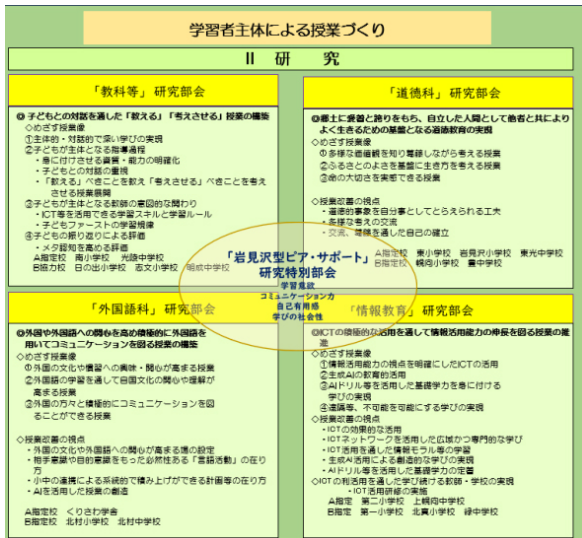 学習者主体による授業づくり
Ⅱ 研 究
「教科等」 研究部会
◎ 子どもとの対話を通した「教える」「考えさせる」授業の構築
◇めざす授業像
①主体的・対話的で深い学びの実現
②子どもが主体となる指導過程
・身に付けさせる資質・能力の明確化
・子どもとの対話の重視
・「教える」べきことを教え「考えさせる」べきことを考え
させる授業展開
③子どもが主体となる教師の意図的な関わり
・ICT等を活用できる学習スキルと学習ルール
・子どもファーストの学習規律
④子どもの振り返りによる評価
・メタ認知を高める評価
A指定校 南小学校 光陵中学校
B協力校 日の出小学校 志文小学校 明成中学校
「道徳科」 研究部会
◎郷土に愛着と誇りをもち、自立した人間として他者と共により
よく生きるための基盤となる道徳教育の実現
◇めざす授業像
①多様な価値観を知り葛藤しながら考える授業
②ふるさとのよさを基盤に生き方を考える授業
③命の大切さを実感できる授業
◇授業改善の視点
・道徳的事象を自分事としてとらえられる工夫
・多様な考えの交流
・交流、葛藤を通した自己の確立
A指定校 東小学校 岩見沢小学校 東光中学校
B指定校 幌向小学校 豊中学校
「岩見沢型ピア・サポート」
研究特別部会
学習意欲
コミュニケーション力
自己有用感
学びの社会性
「外国語科」 研究部会
◎外国や外国語への関心を高め積極的に外国語を
用いてコミュニケーションを図る授業の構築
◇めざす授業像
①外国の文化や慣習への興味・関心が高まる授業
②外国語の学習を通して自国文化の関心や理解が
高まる授業
③外国の方々と積極的にコミュニケーションを図
ることができる授業
◇授業改善の視点
・外国の文化や外国語への関心が高まる場の設定
・相手意識や目的意識をもった必然性ある「言語活動」の在り
方
・小中の連携による系統的で積み上げができる計画等の在り方
・AIを活用した授業の創造
A指定校 くりさわ学舎
B指定校 北村小学校 北村中学校
「情報教育」 研究部会
◎ICTの積極的な活用を通して情報活用能力の伸長を図る授業の推
進
◇めざす授業像
①情報活用能力の視点を明確にしたICTの活用
②生成AIの教育的活用
③AIドリル等を活用した基礎学力を身に付ける
学びの実現
④遠隔等、不可能を可能にする学びの実現
◇授業改善の視点
・ICTの効果的な活用
・ICTネットワークを活用した広域かつ専門的な学び
・ICT活用を通した情報モラル等の学習
・生成AI活用による創造的な学びの実現
・AIドリル等を活用した基礎学力の定着
◇ICTの利活用を通した学び続ける教師・学校の実現
・ICT活用研修の実施
A指定 第二小学校 上幌向中学校
B指定 第一小学校 北真小学校 緑中学校